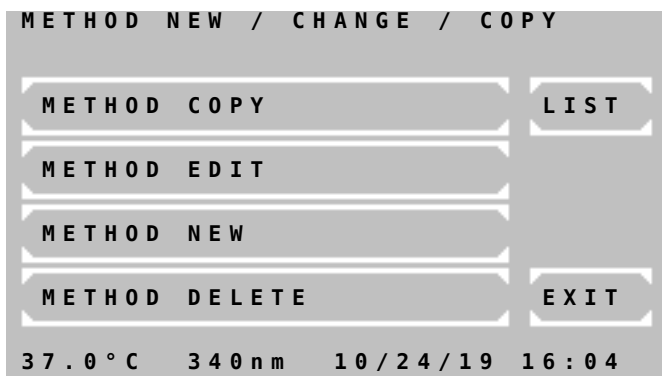 METHOD NEW / CHANGE / COPY
METHOD COPY LIST
METHOD EDIT
METHOD NEW
METHOD DELETE EXIT
37.0°C 340nm 10/24/19 16:04